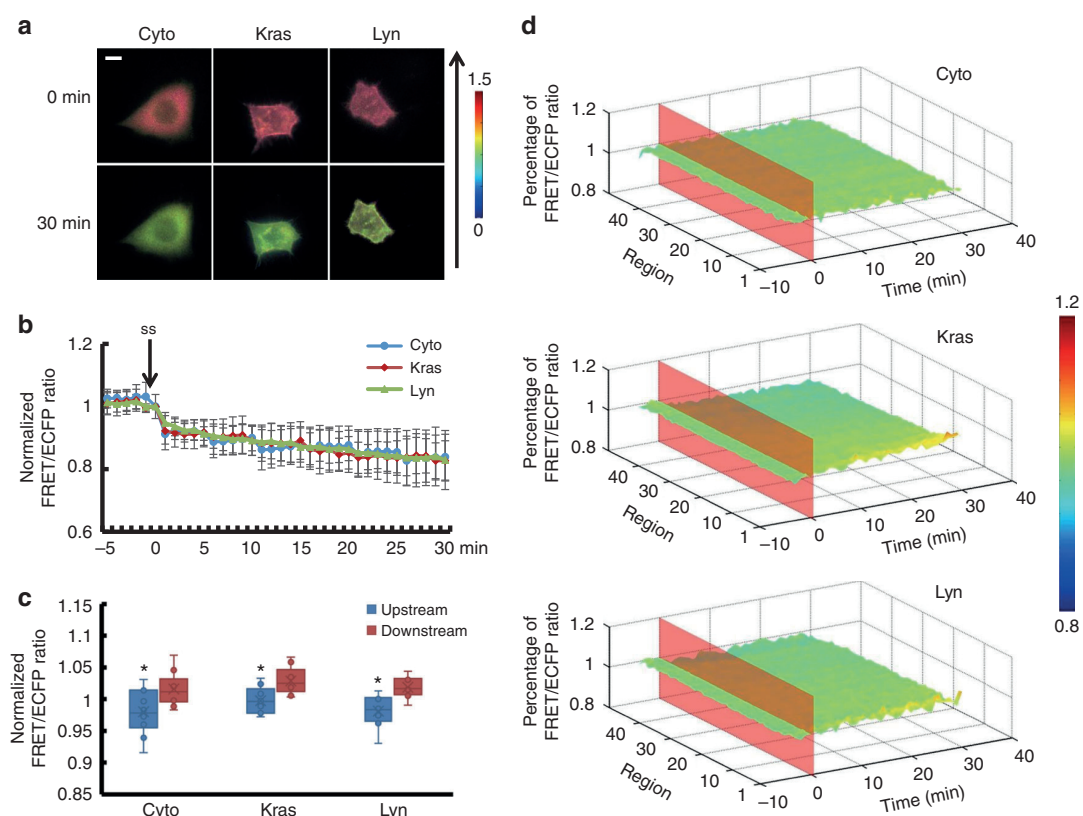 a
Cyto Kras Lyn
0 min
30 min
1.5
0
b
ss
Normalized
FRET/ECFP ratio
1.2
1
0.8
0.6
–5 0 5 10 15 20 25 30 min
Cyto
Kras
Lyn
c
Normalized
FRET/ECFP ratio
1.15
1.1
1.05
1
0.95
0.9
0.85
Upstream
Downstream
* * *
Cyto Kras Lyn
d
Cyto
Percentage of
FRET/ECFP ratio
1.2
1
0.8
40 30 20 10 1
Region
–10 0 10 20 30 40
Time (min)
Kras
Percentage of
FRET/ECFP ratio
1.2
1
0.8
40 30 20 10 1
Region
–10 0 10 20 30 40
Time (min)
Lyn
Percentage of
FRET/ECFP ratio
1.2
1
0.8
40 30 20 10 1
Region
–10 0 10 20 30 40
Time (min)
1.2
0.8